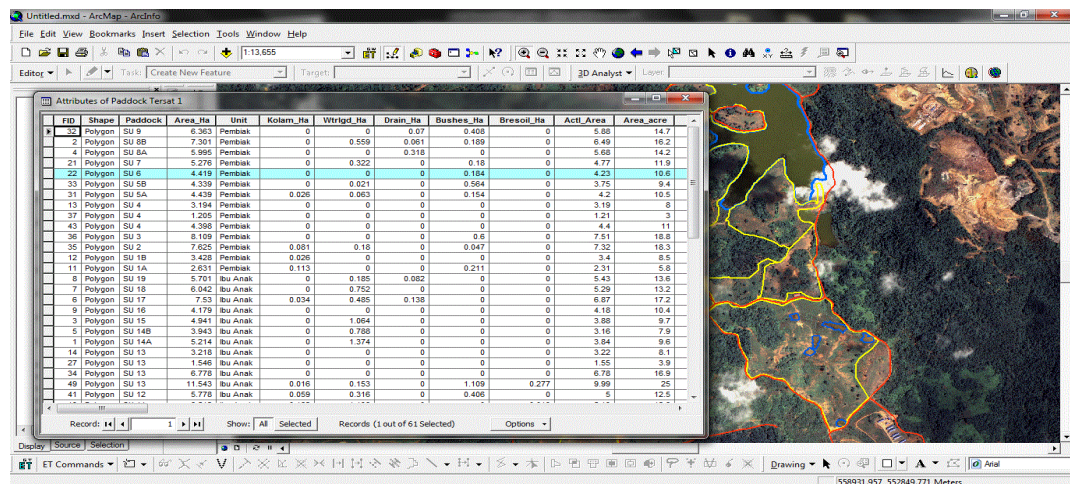 Untitled.mxd - ArcMap - ArcInfo
File Edit View Bookmarks Insert Selection Tools Window Help
1:13,655
Editor Task: Create New Feature Target: 3D Analyst Layer:
Attributes of Paddock Tersat 1
FID Shape Paddock Area_Ha Unit Kolam_Ha Wtrlgd_Ha Drain_Ha Bushes_Ha Bresoil_Ha Actl_Area Area_acre
32 Polygon SU 9 6.363 Pembiak 0 0 0.07 0.408 0 5.88 14.7
2 Polygon SU 8B 7.301 Pembiak 0 0.559 0.061 0.189 0 6.49 16.2
4 Polygon SU 8A 5.995 Pembiak 0 0 0.318 0 0 5.68 14.2
21 Polygon SU 7 5.276 Pembiak 0 0.322 0 0.18 0 4.77 11.9
22 Polygon SU 6 4.419 Pembiak 0 0 0 0.184 0 4.23 10.6
33 Polygon SU 5B 4.339 Pembiak 0 0.021 0 0.564 0 3.75 9.4
31 Polygon SU 5A 4.439 Pembiak 0.026 0.063 0 0.154 0 4.2 10.5
13 Polygon SU 4 3.194 Pembiak 0 0 0 0 0 3.19 8
37 Polygon SU 4 1.205 Pembiak 0 0 0 0 0 1.21 3
43 Polygon SU 4 4.398 Pembiak 0 0 0 0 0 4.4 11
36 Polygon SU 3 8.109 Pembiak 0 0 0 0.6 0 7.51 18.8
35 Polygon SU 2 7.625 Pembiak 0.081 0.18 0 0.047 0 7.32 18.3
12 Polygon SU 1B 3.428 Pembiak 0.026 0 0 0 0 3.4 8.5
11 Polygon SU 1A 2.631 Pembiak 0.113 0 0 0.211 0 2.31 5.8
8 Polygon SU 19 5.701 Ibu Anak 0 0.185 0.082 0 0 5.43 13.6
7 Polygon SU 18 6.042 Ibu Anak 0 0.752 0 0 0 5.29 13.2
6 Polygon SU 17 7.53 Ibu Anak 0.034 0.485 0.138 0 0 6.87 17.2
9 Polygon SU 16 4.179 Ibu Anak 0 0 0 0 0 4.18 10.4
3 Polygon SU 15 4.941 Ibu Anak 0 1.064 0 0 0 3.88 9.7
5 Polygon SU 14B 3.943 Ibu Anak 0 0.788 0 0 0 3.16 7.9
1 Polygon SU 14A 5.214 Ibu Anak 0 1.374 0 0 0 3.84 9.6
14 Polygon SU 13 3.218 Ibu Anak 0 0 0 0 0 3.22 8.1
27 Polygon SU 13 1.546 Ibu Anak 0 0 0 0 0 1.55 3.9
34 Polygon SU 13 6.778 Ibu Anak 0 0 0 0 0 6.78 16.9
49 Polygon SU 13 11.543 Ibu Anak 0.016 0.153 0 1.109 0.277 9.99 25
41 Polygon SU 12 5.778 Ibu Anak 0.059 0.316 0 0.406 0 5 12.5
Record: 1 Show: All Selected Records (1 out of 61 Selected) Options
Display Source Selection
ET Commands Drawing A Arial
558931.957 552849.771 Meters